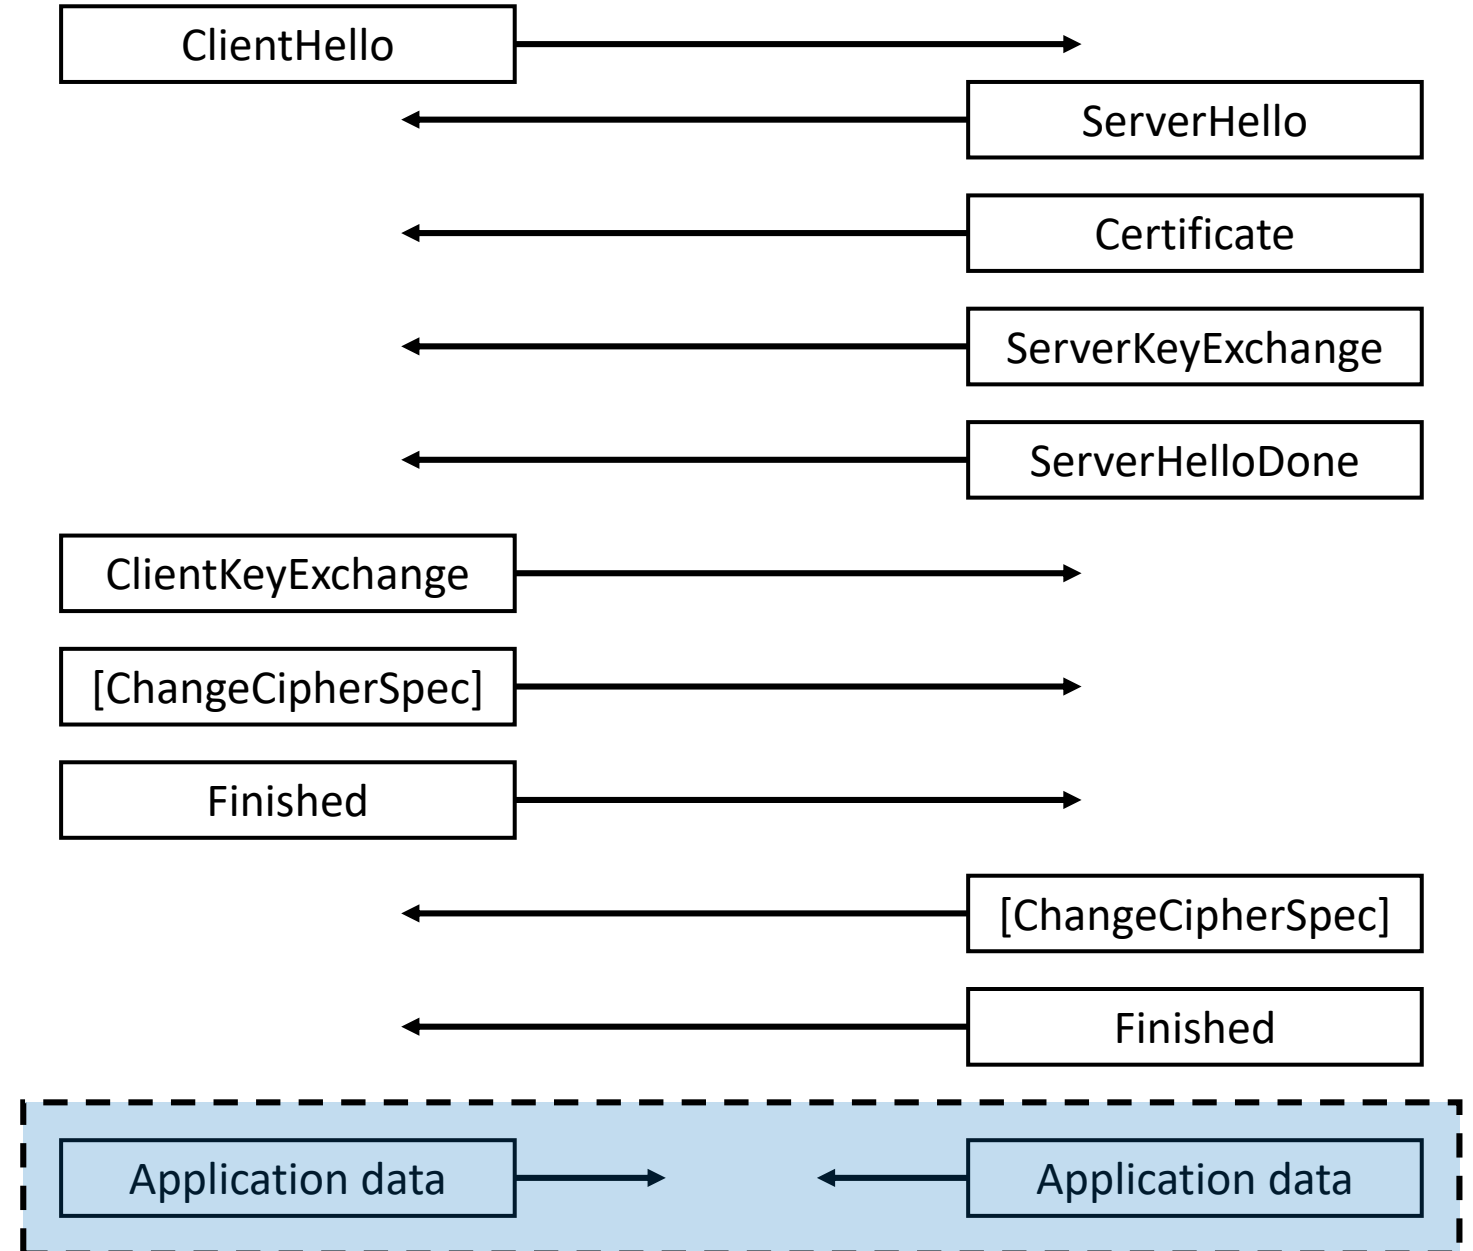 ClientHello
ServerHello
Certificate
ServerKeyExchange
ServerHelloDone
ClientKeyExchange
[ChangeCipherSpec]
Finished
[ChangeCipherSpec]
Finished
Application data
Application data